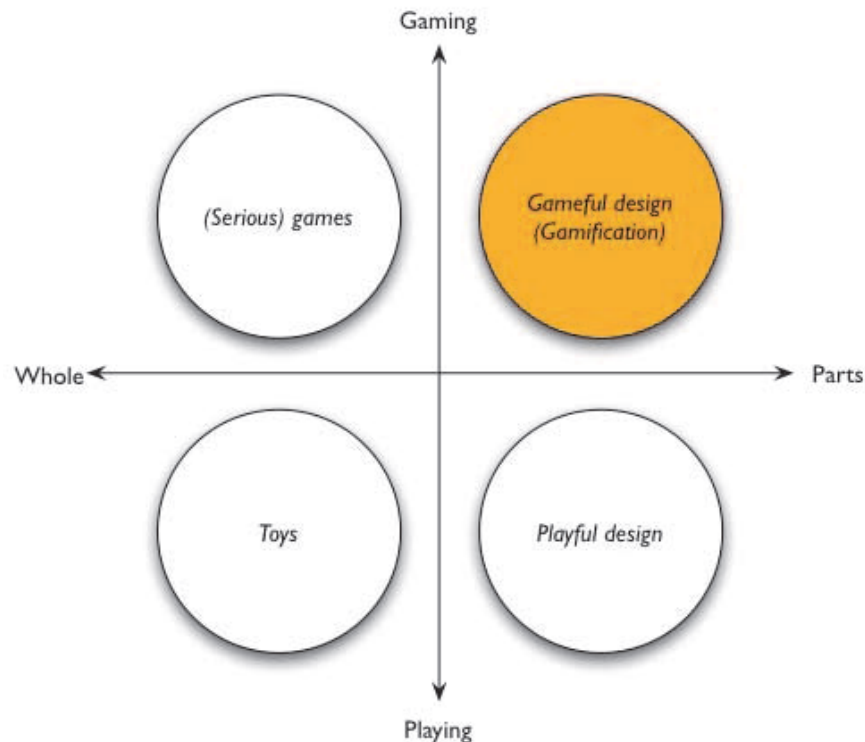 Gaming
(Serious) games
Gameful design
(Gamification)
Whole
Parts
Toys
Playful design
Playing